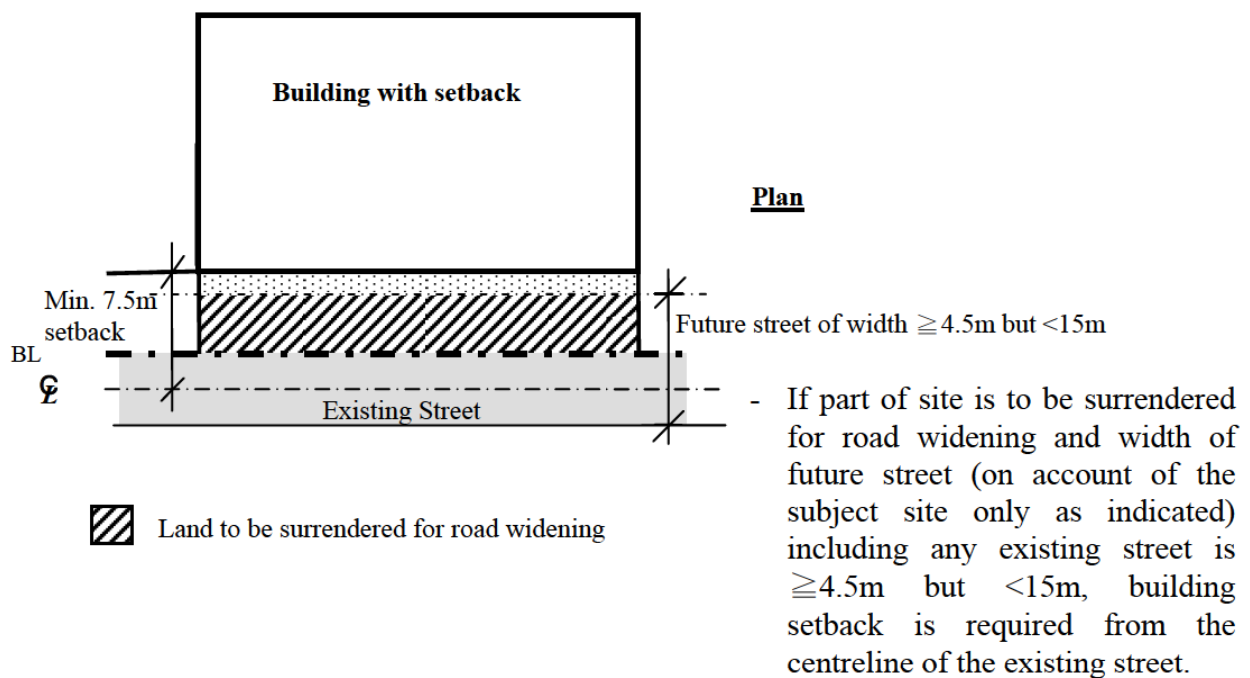 Building with setback
Plan
Min. 7.5m
setback
Future street of width ≧4.5m but <15m
BL
℄
Existing Street
- If part of site is to be surrendered
for road widening and width of
future street (on account of the
subject site only as indicated)
including any existing street is
≧4.5m but <15m, building
setback is required from the
centreline of the existing street.
Land to be surrendered for road widening